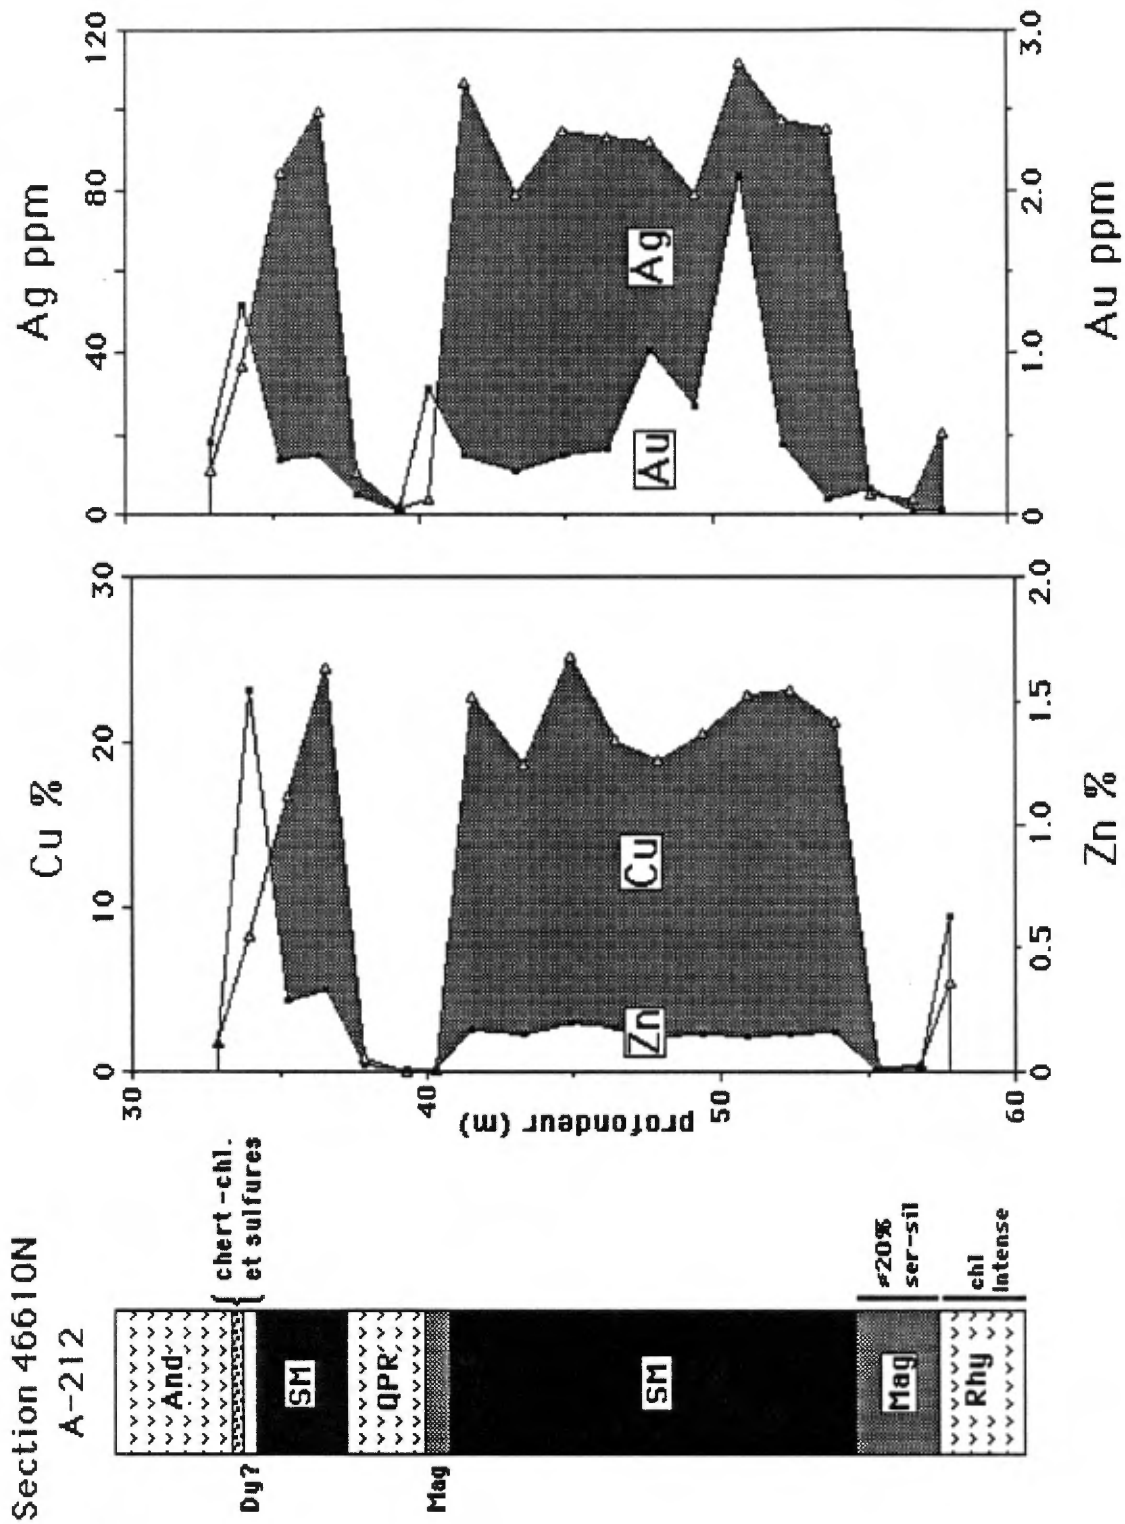 Section 46610N
A-212
Dy?
Mag
And
SM
QPR
SM
Mag
Rhy
chert-chl.
et sulfures
≠20%
ser-sil
chl
intense
profondeur (m)
30
40
50
60
Cu %
0
10
20
30
Zn
Cu
0
0.5
1.0
1.5
2.0
Zn %
Ag ppm
0
40
80
120
Au
Ag
0
1.0
2.0
3.0
Au ppm